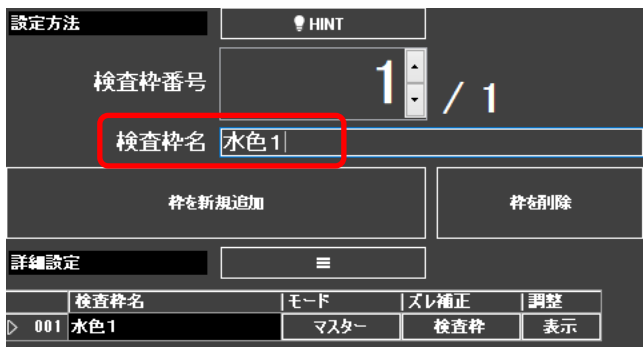 設定方法 HINT
検査枠番号 1 / 1
検査枠名 水色1
枠を新規追加 枠を削除
詳細設定 ≡
検査枠名 モード ズレ補正 調整
001 水色1 マスター 検査枠 表示